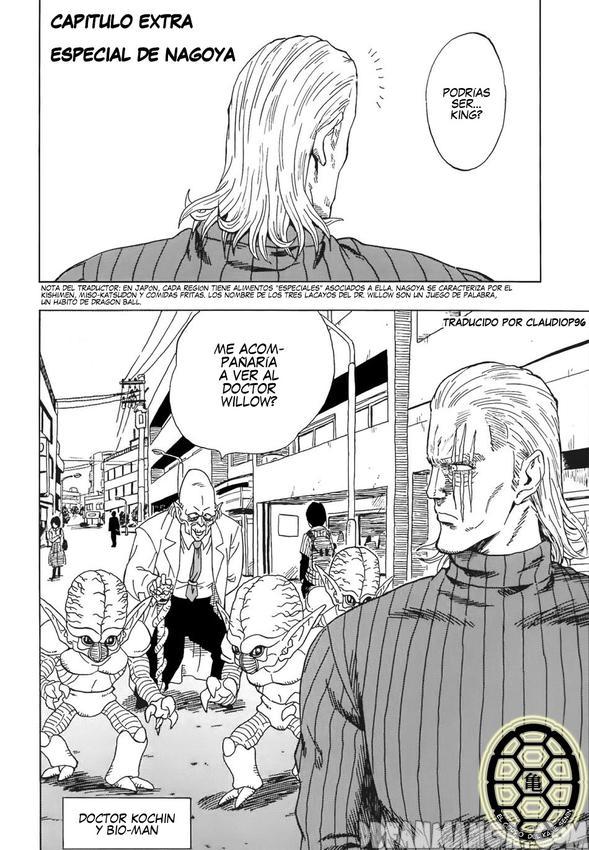 CAPITULO EXTRA
ESPECIAL DE NAGOYA
PODRÍAS
SER...
KING?
NOTA DEL TRADUCTOR: EN JAPON, CADA REGION TIENE ALIMENTOS "ESPECIALES" ASOCIADOS A ELLA. NAGOYA SE CARACTERIZA POR EL
KISHIMEN, MISO-KATSUDON Y COMIDAS FRITAS. LOS NOMBRE DE LOS TRES LACAYOS DEL DR. WILLOW SON UN JUEGO DE PALABRA,
UN HABITO DE DRAGON BALL.
TRADUCIDO POR CLAUDIOP96
ME ACOM-
PAÑARÍA
A VER AL
DOCTOR
WILLOW?
亀
DOCTOR KOCHIN
Y BIO-MAN